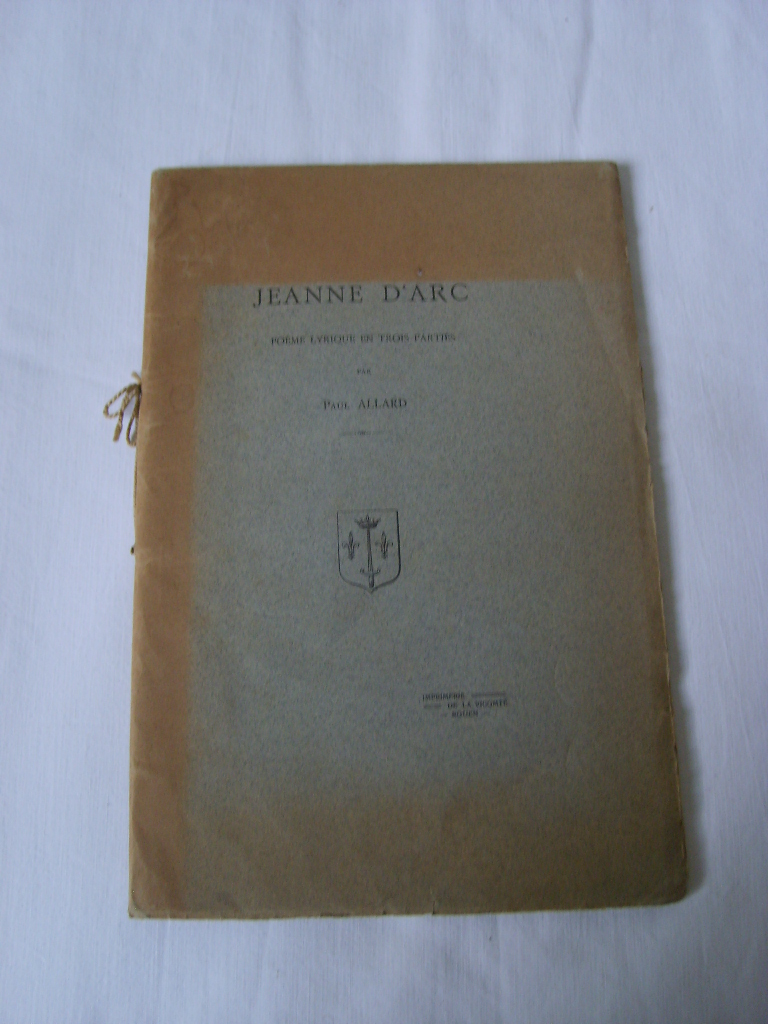 JEANNE D'ARC
POÈME LYRIQUE EN TROIS PARTIES
PAR
PAUL ALLARD
IMPRIMERIE
DE LA VICOMTÉ
ROUEN